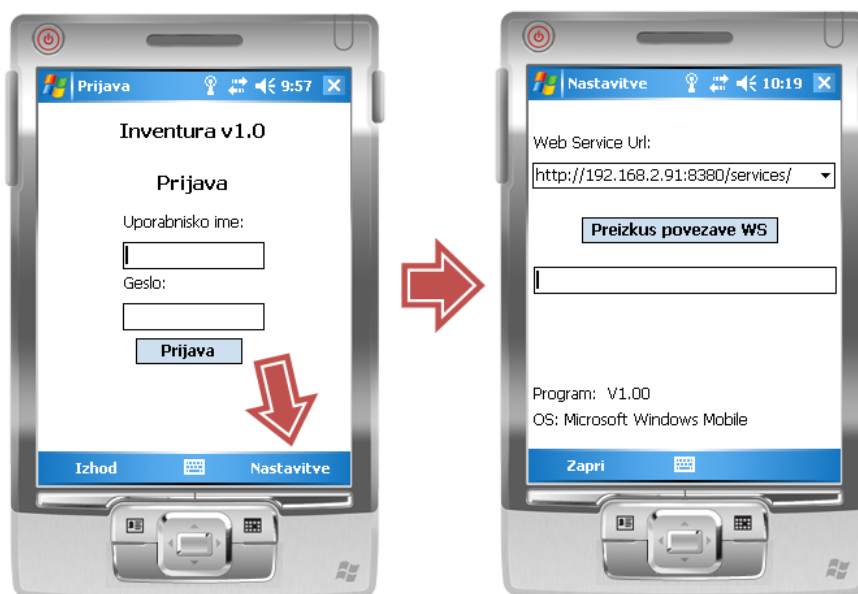 Prijava 9:57
Inventura v1.0
Prijava
Uporabnisko ime:
Geslo:
Prijava
Izhod Nastavitve
Nastavitve 10:19
Web Service Url:
http://192.168.2.91:8380/services/
Preizkus povezave WS
Program: V1.00
OS: Microsoft Windows Mobile
Zapri